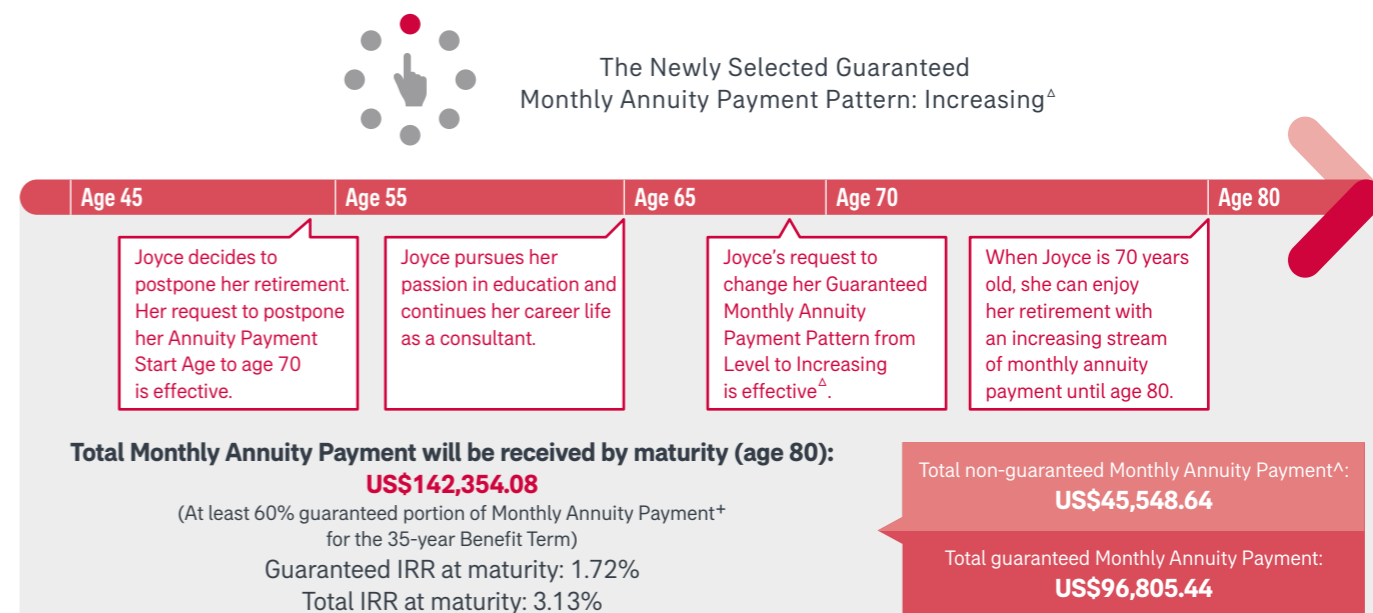 The Newly Selected Guaranteed
Monthly Annuity Payment Pattern: Increasing△
Age 45
Age 55
Age 65
Age 70
Age 80
Joyce decides to
postpone her retirement.
Her request to postpone
her Annuity Payment
Start Age to age 70
is effective.
Joyce pursues her
passion in education and
continues her career life
as a consultant.
Joyce’s request to
change her Guaranteed
Monthly Annuity
Payment Pattern from
Level to Increasing
is effective△.
When Joyce is 70 years
old, she can enjoy
her retirement with
an increasing stream
of monthly annuity
payment until age 80.
Total Monthly Annuity Payment will be received by maturity (age 80):
US$142,354.08
(At least 60% guaranteed portion of Monthly Annuity Payment+
for the 35-year Benefit Term)
Guaranteed IRR at maturity: 1.72%
Total IRR at maturity: 3.13%
Total non-guaranteed Monthly Annuity Payment^:
US$45,548.64
Total guaranteed Monthly Annuity Payment:
US$96,805.44